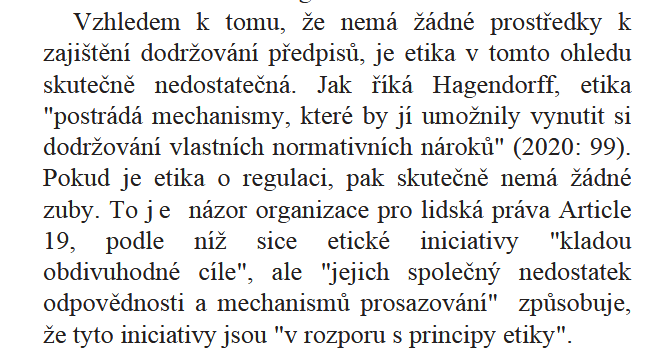 Vzhledem k tomu, že nemá žádné prostředky k
zajištění dodržování předpisů, je etika v tomto ohledu
skutečně nedostatečná. Jak říká Hagendorff, etika
"postrádá mechanismy, které by jí umožnily vynutit si
dodržování vlastních normativních nároků" (2020: 99).
Pokud je etika o regulaci, pak skutečně nemá žádné
zuby. To j e názor organizace pro lidská práva Article
19, podle níž sice etické iniciativy "kladou
obdivuhodné cíle", ale "jejich společný nedostatek
odpovědnosti a mechanismů prosazování" způsobuje,
že tyto iniciativy jsou "v rozporu s principy etiky".